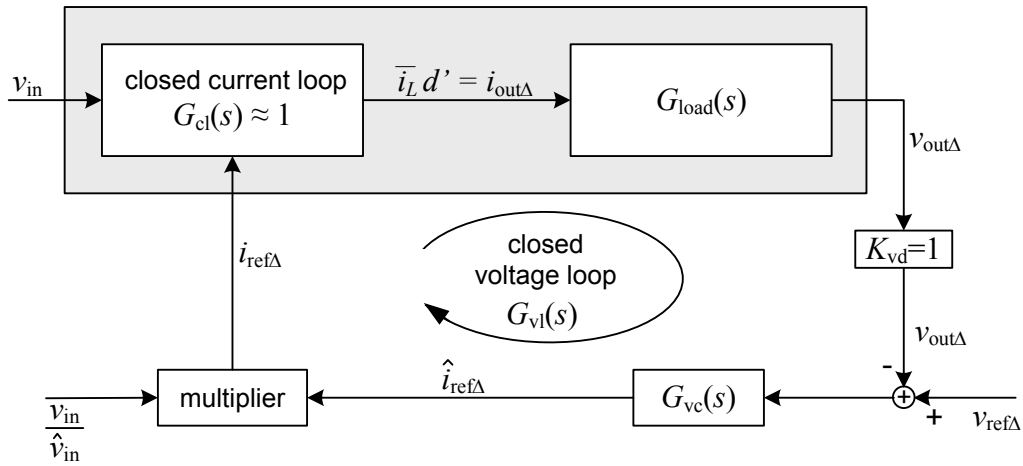 closed current loop
G_cl(s) ≈ 1
v_in
i̅_L d' = i_outΔ
G_load(s)
v_outΔ
K_vd=1
i_refΔ
closed
voltage loop
G_vl(s)
v_outΔ
-
+
+
v_refΔ
G_vc(s)
î_refΔ
multiplier
v_in
v̂_in